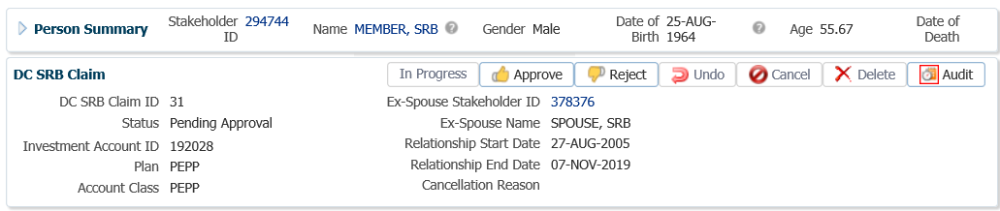 Person Summary Stakeholder ID 294744 Name MEMBER, SRB ? Gender Male Date of Birth 25-AUG-1964 ? Age 55.67 Date of Death
DC SRB Claim In Progress Approve Reject Undo Cancel Delete Audit
DC SRB Claim ID 31 Ex-Spouse Stakeholder ID 378376
Status Pending Approval Ex-Spouse Name SPOUSE, SRB
Investment Account ID 192028 Relationship Start Date 27-AUG-2005
Plan PEPP Relationship End Date 07-NOV-2019
Account Class PEPP Cancellation Reason